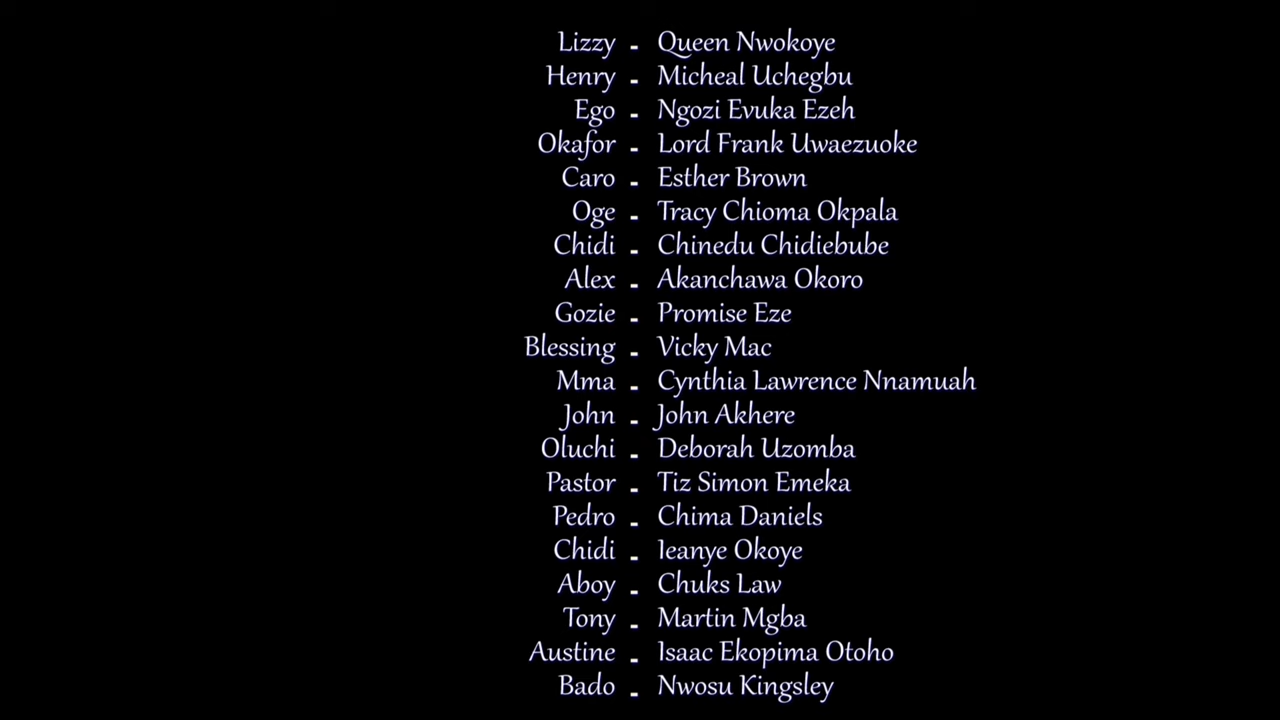 Lizzy - Queen Nwokoye
Henry - Micheal Uchegbu
Ego - Ngozi Evuka Ezeh
Okafor - Lord Frank Uwaezuoke
Caro - Esther Brown
Oge - Tracy Chioma Okpala
Chidi - Chinedu Chidiebube
Alex - Akanchawa Okoro
Gozie - Promise Eze
Blessing - Vicky Mac
Mma - Cynthia Lawrence Nnamuah
John - John Akhere
Oluchi - Deborah Uzomba
Pastor - Tiz Simon Emeka
Pedro - Chima Daniels
Chidi - Ieanye Okoye
Aboy - Chuks Law
Tony - Martin Mgba
Austine - Isaac Ekopima Otoho
Bado - Nwosu Kingsley